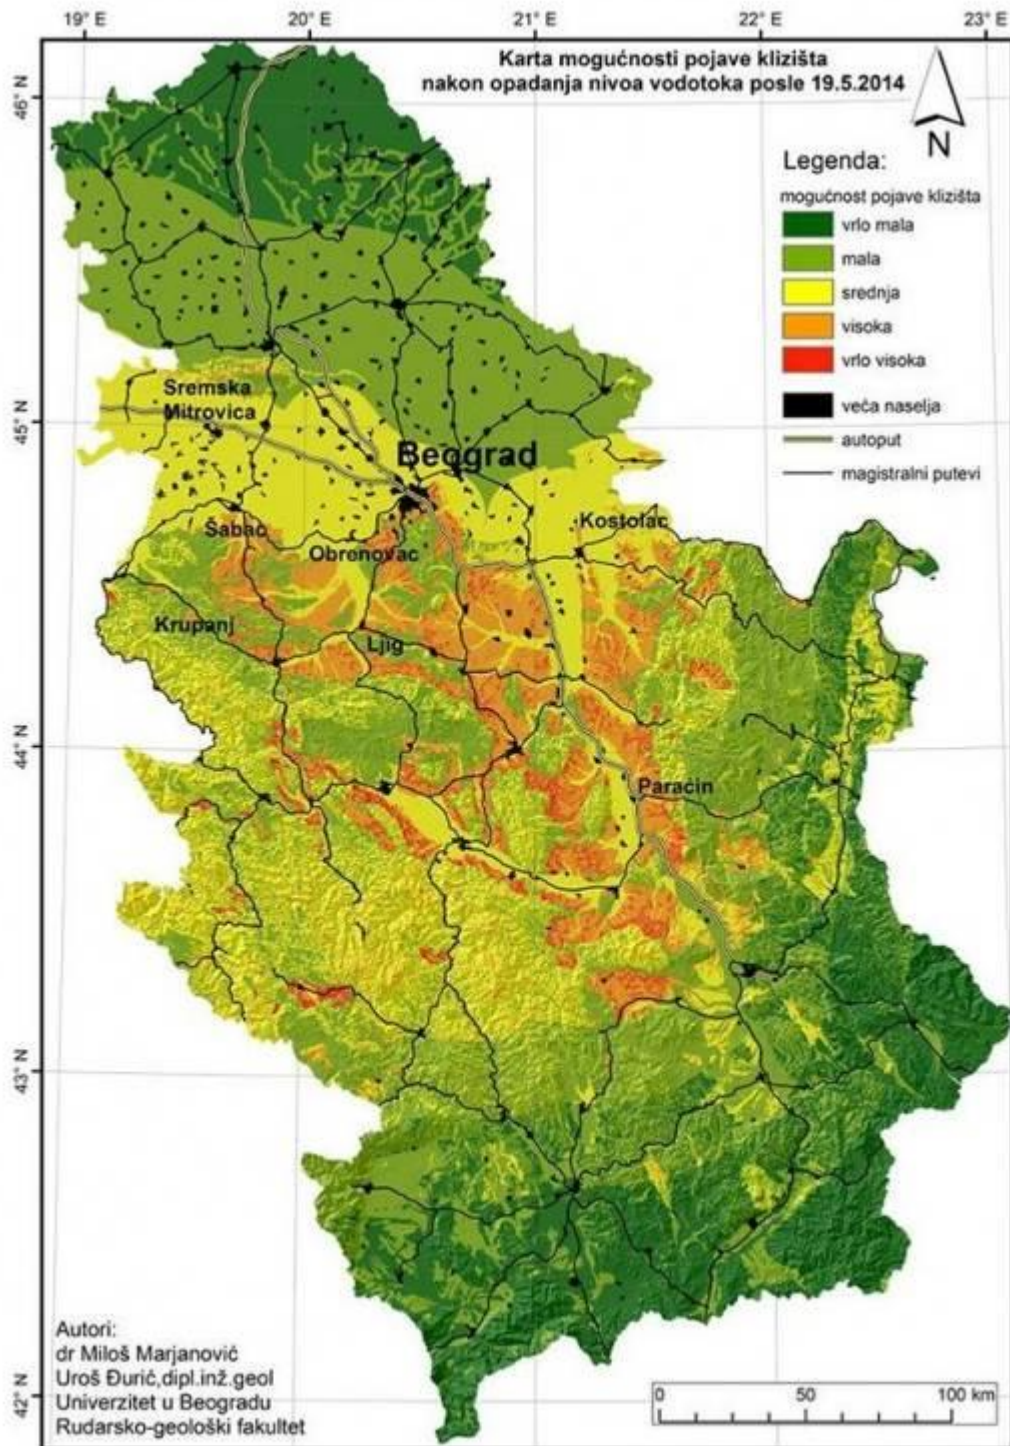 19° E
20° E
21° E
22° E
23° E
Karta mogućnosti pojave klizišta
nakon opadanja nivoa vodotoka posle 19.5.2014
N
Legenda:
mogućnost pojave klizišta
vrlo mala
mala
srednja
visoka
vrlo visoka
veća naselja
autoput
magistralni putevi
46° N
45° N
44° N
43° N
42° N
Sremska
Mitrovica
Beograd
Šabac
Obrenovac
Kostolac
Krupanj
Ljig
Paraćin
Autori:
dr Miloš Marjanović
Uroš Đurić,dipl.inž.geol
Univerzitet u Beogradu
Rudarsko-geološki fakultet
0 50 100 km